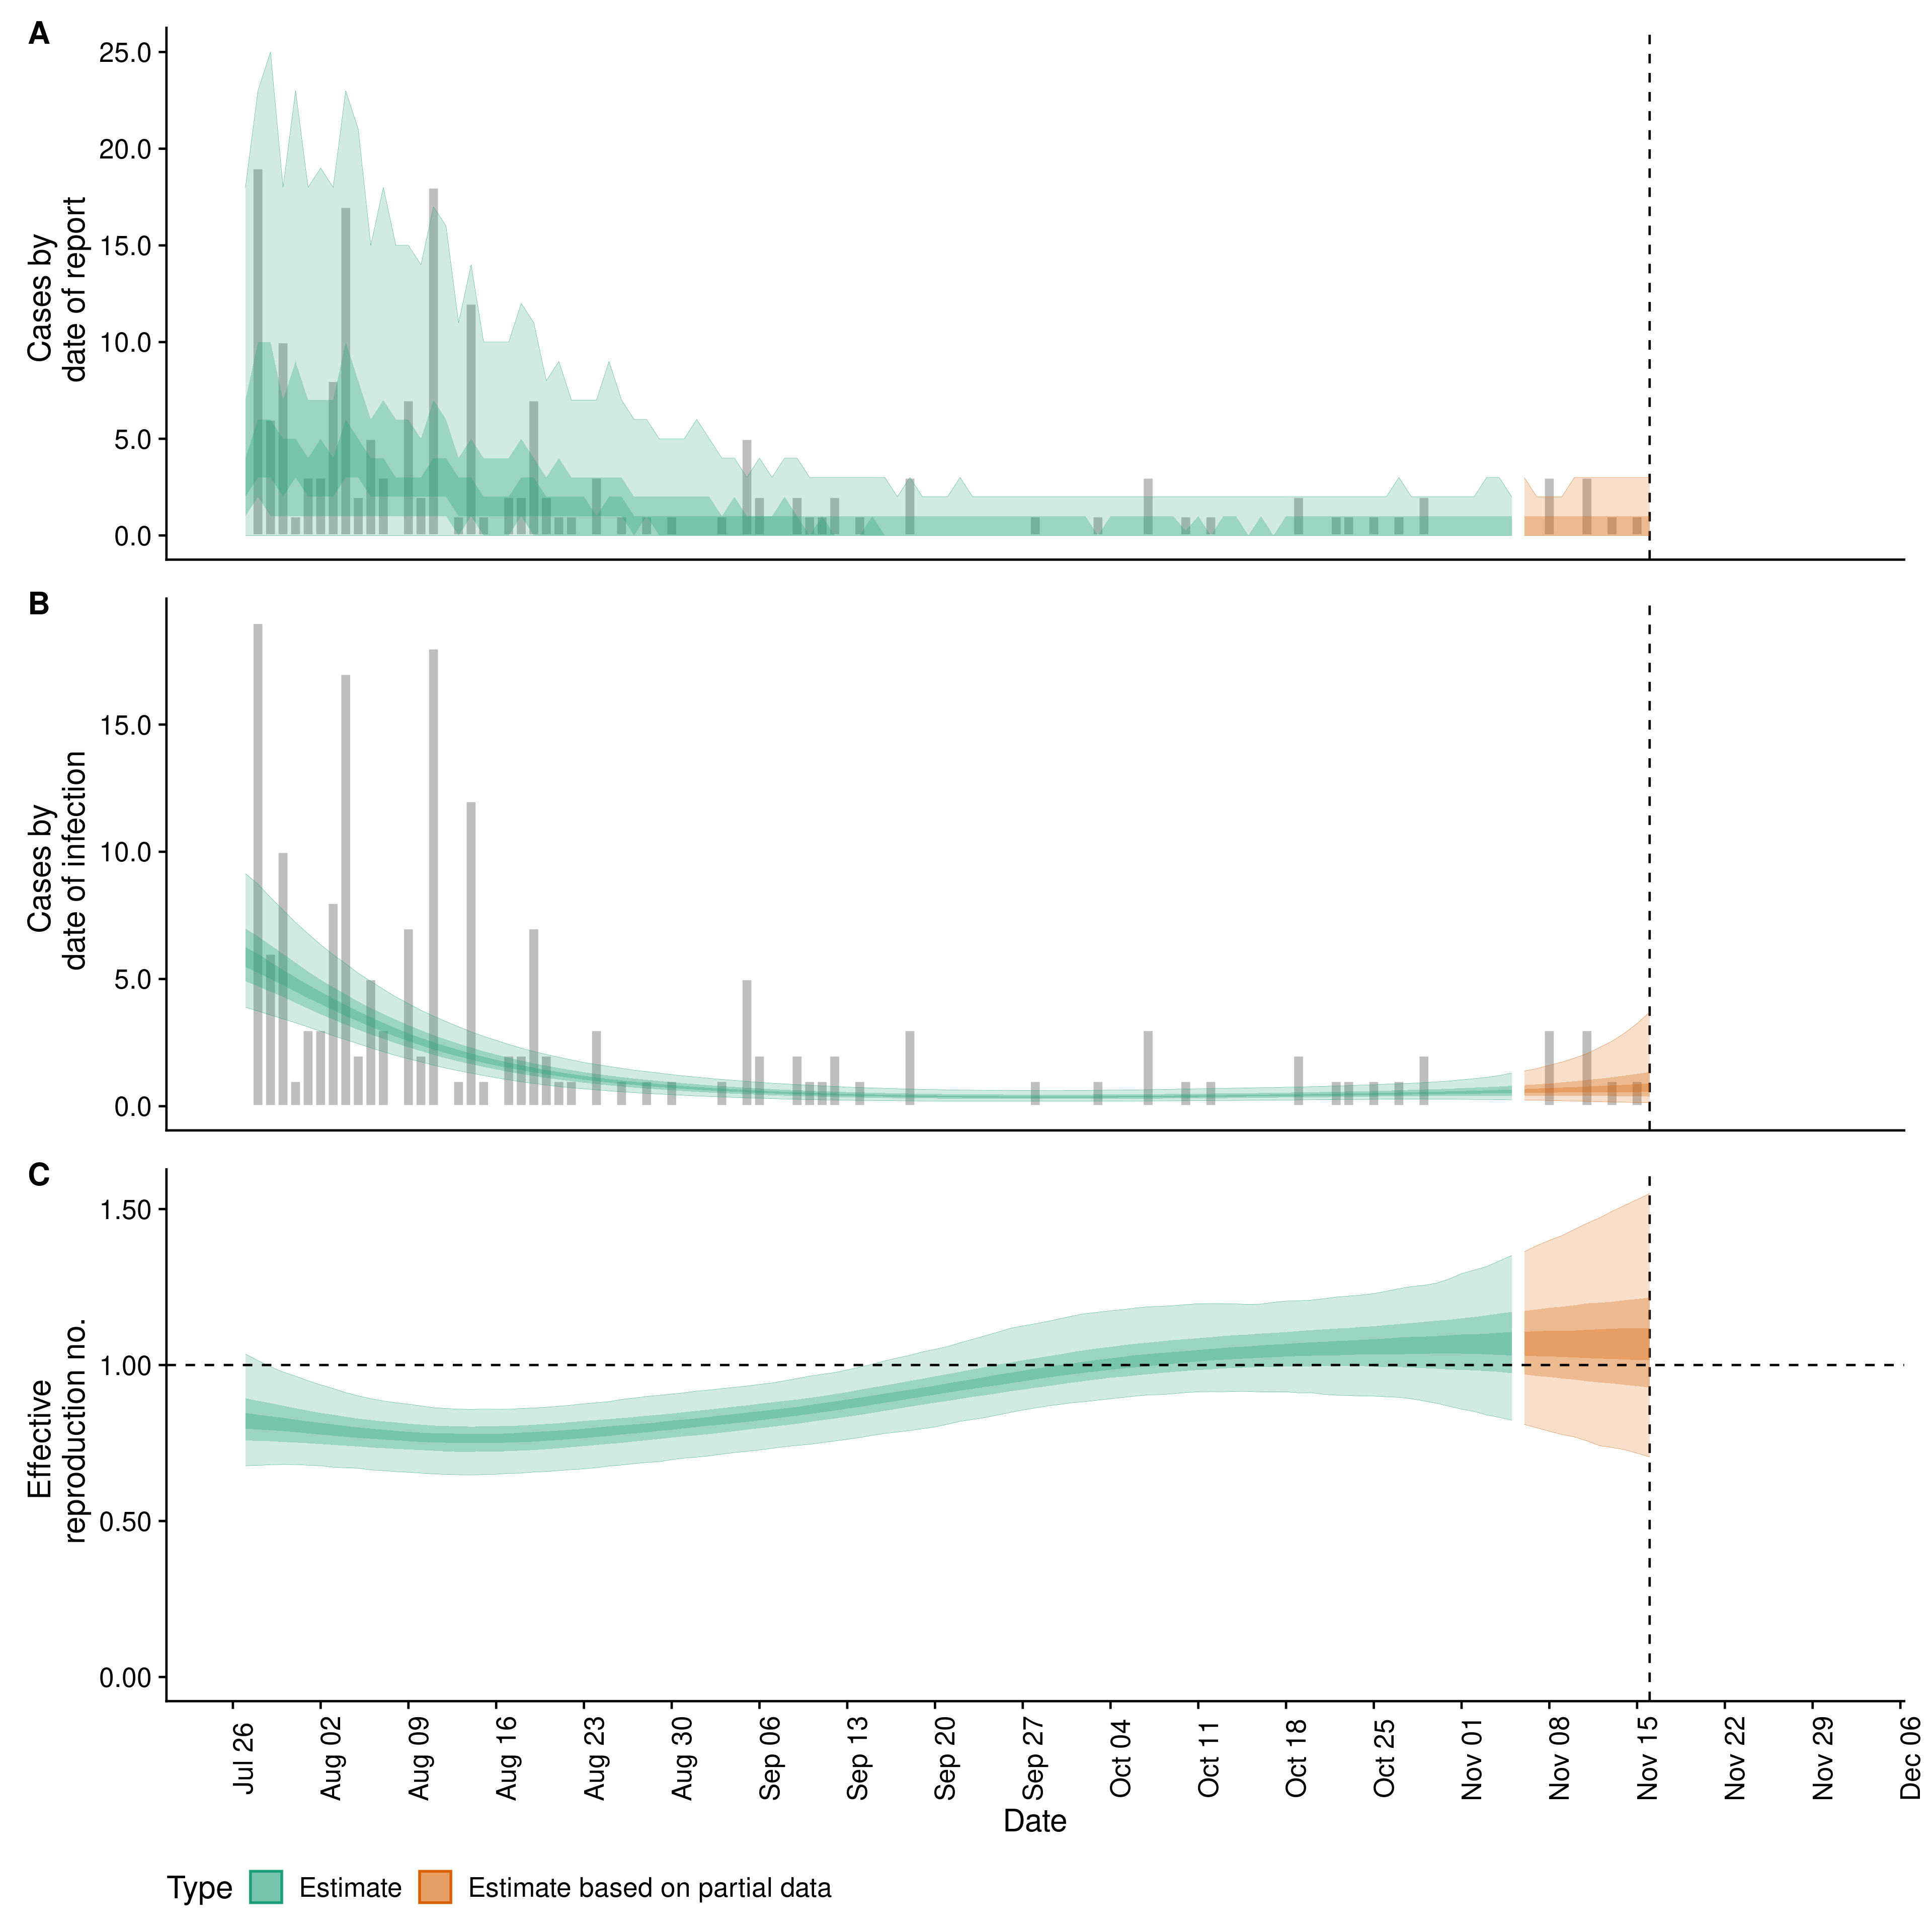 A
25.0
20.0
15.0
10.0
5.0
0.0
Cases by
date of report
B
15.0
10.0
5.0
0.0
Cases by
date of infection
C
1.50
1.00
0.50
0.00
Effective
reproduction no.
Jul 26
Aug 02
Aug 09
Aug 16
Aug 23
Aug 30
Sep 06
Sep 13
Sep 20
Sep 27
Oct 04
Oct 11
Oct 18
Oct 25
Nov 01
Nov 08
Nov 15
Nov 22
Nov 29
Dec 06
Date
Type Estimate Estimate based on partial data